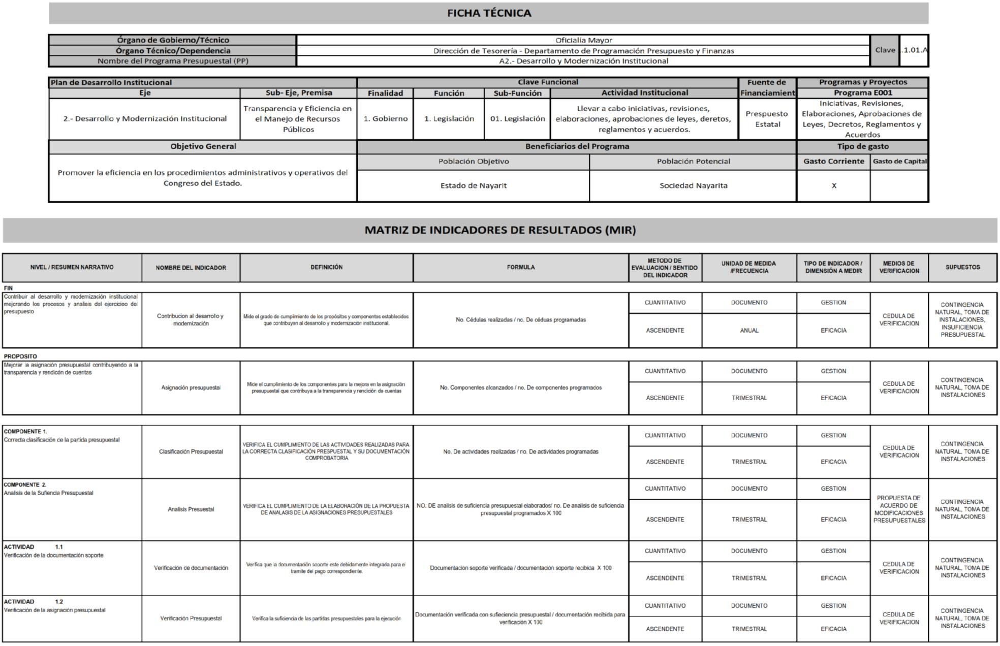 FICHA TÉCNICA
Órgano de Gobierno/Técnico
Oficialía Mayor
Órgano Técnico/Dependencia
Dirección de Tesorería - Departamento de Programación Presupuesto y Finanzas
Nombre del Programa Presupuestal (PP)
A2.- Desarrollo y Modernización Institucional
Clave
.1.01.A
Plan de Desarrollo Institucional
Clave Funcional
Fuente de
Financiamient
Programas y Proyectos
Eje
Sub- Eje, Premisa
Finalidad
Función
Sub-Función
Actividad Institucional
Programa E001
2.- Desarrollo y Modernización Institucional
Transparencia y Eficiencia en
el Manejo de Recursos
Públicos
1. Gobierno
1. Legislación
01. Legislación
Llevar a cabo iniciativas, revisiones,
elaboraciones, aprobaciones de leyes, deretos,
reglamentos y acuerdos.
Prespuesto
Estatal
Iniciativas, Revisiones,
Elaboraciones, Aprobaciones de
Leyes, Decretos, Reglamentos y
Acuerdos
Objetivo General
Beneficiarios del Programa
Tipo de gasto
Población Objetivo
Población Potencial
Gasto Corriente
Gasto de Capital
Promover la eficiencia en los procedimientos administrativos y operativos del
Congreso del Estado.
Estado de Nayarit
Sociedad Nayarita
X
MATRIZ DE INDICADORES DE RESULTADOS (MIR)
NIVEL / RESUMEN NARRATIVO
NOMBRE DEL INDICADOR
DEFINICIÓN
FORMULA
METODO DE
EVALUACION / SENTIDO
DEL INDICADOR
UNIDAD DE MEDIDA
/FRECUENCIA
TIPO DE INDICADOR /
DIMENSIÓN A MEDIR
MEDIOS DE
VERIFICACION
SUPUESTOS
FIN
Contribuir al desarrollo y modernización institucional
mejorando los procesos y analisis del ejercicioo del
presupuesto
Contribucion al desarrollo y
modernización
Mide el grado de cumplimiento de los propósitos y componentes establecidos
que contribuyen al desarrollo y modernización institucional.
No. Cédulas realizadas / no. De céduas programadas
CUANTITATIVO
DOCUMENTO
GESTION
ASCENDENTE
ANUAL
EFICACIA
CEDULA DE
VERIFICACION
CONTINGENCIA
NATURAL, TOMA DE
INSTALACIONES,
INSUFICIENCIA
PRESUPUESTAL
PROPOSITO
Mejorar la asignación presupuestal contribuyendo a la
transparencia y rendicón de cuentas
Asignación presupuestal
Mide el cumplimiento de los componentes para la mejora en la asignación
presupuestal que contribuya a la transparencia y rendición de cuentas
No. Componentes alcanzados / no. De componentes programados
CUANTITATIVO
DOCUMENTO
GESTION
ASCENDENTE
TRIMESTRAL
EFICACIA
CEDULA DE
VERIFICACION
CONTINGENCIA
NATURAL, TOMA DE
INSTALACIONES
COMPONENTE 1.
Correcta clasificación de la partida presupuestal
Clasificación Presupuestal
VERIFICA EL CUMPLIMIENTO DE LAS ACTIVIDADES REALIZADAS PARA
LA CORRECTA CLASIFICACIÓN PRESPUESTAL Y SU DOCUMENTACIÓN
COMPROBATORIA
No. De actividades realizadas / no. De actividades programadas
CUANTITATIVO
DOCUMENTO
GESTION
ASCENDENTE
TRIMESTRAL
EFICACIA
CEDULA DE
VERIFICACION
CONTINGENCIA
NATURAL, TOMA DE
INSTALACIONES
COMPONENTE 2.
Analisis de la Sufiencia Presupuestal
Analisis Presuestal
VERIFICA EL CUMPLIMIENTO DE LA ELABORACIÓN DE LA PROPUESTA
DE ANALASIS DE LA ASIGNACIONES PRESUPUESTALES
NO. DE analisis de suficiencia presupuestal elaborados/ no. De analisis de suficiencia
presupuestal programados X 100
CUANTITATIVO
DOCUMENTO
GESTION
ASCENDENTE
TRIMESTRAL
EFICACIA
PROPUESTA DE
ACUERDO DE
MODIFICACIONES
PRESUPUESTALES
CONTINGENCIA
NATURAL, TOMA DE
INSTALACIONES
ACTIVIDAD 1.1
Verificación de la documentación soporte
Verificación de documentación
Verifica que la documentación soporte este debidamente integrada para el
tramite del pago correspondiente.
Documentación soporte verificada / documentación soporte recibida X 100
CUANTITATIVO
DOCUMENTO
GESTION
ASCENDENTE
TRIMESTRAL
EFICACIA
CEDULA DE
VERIFICACION
CONTINGENCIA
NATURAL, TOMA DE
INSTALACIONES
ACTIVIDAD 1.2
Verificación de la asignación presupuestal
Verificación Presupuestal
Verifica la suficiencia de las partidas presupuestales para la ejecución
Documentación verificada con sufieciencia presupuestal / documentación recibida para
verificación X 100
CUANTITATIVO
DOCUMENTO
GESTION
ASCENDENTE
TRIMESTRAL
EFICACIA
CEDULA DE
VERIFICACION
CONTINGENCIA
NATURAL, TOMA DE
INSTALACIONES